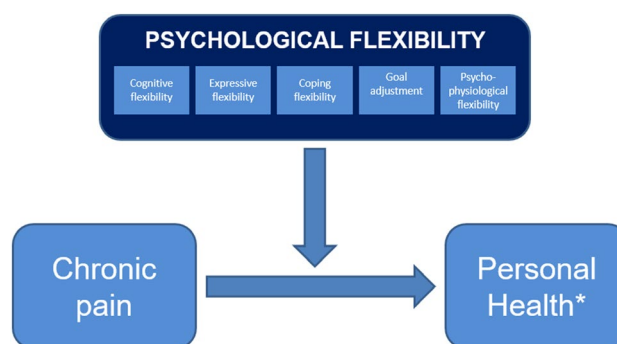 PSYCHOLOGICAL FLEXIBILITY
Cognitive
flexibility
Expressive
flexibility
Coping
flexibility
Goal
adjustment
Psycho-
physiological
flexibility
Chronic
pain
Personal
Health*